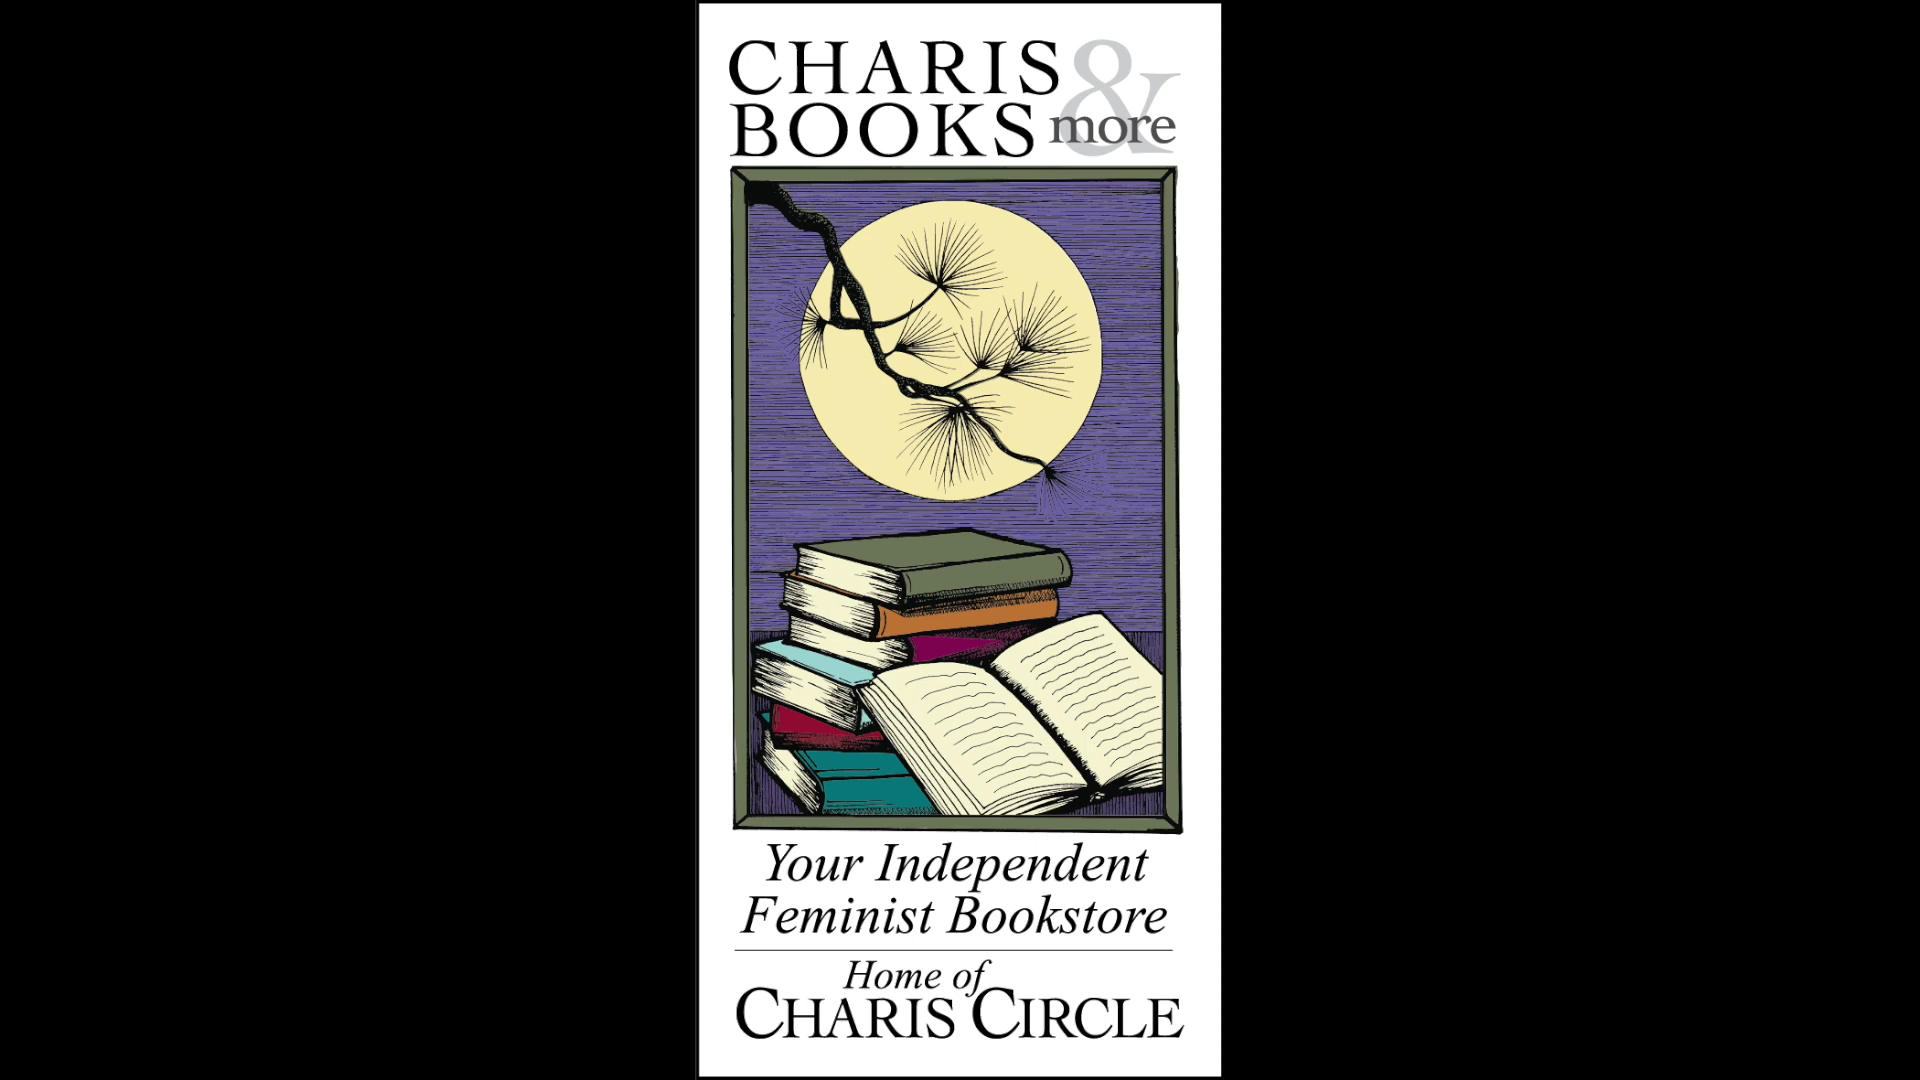 CHARIS &
BOOKS more
Your Independent
Feminist Bookstore
Home of
CHARIS CIRCLE